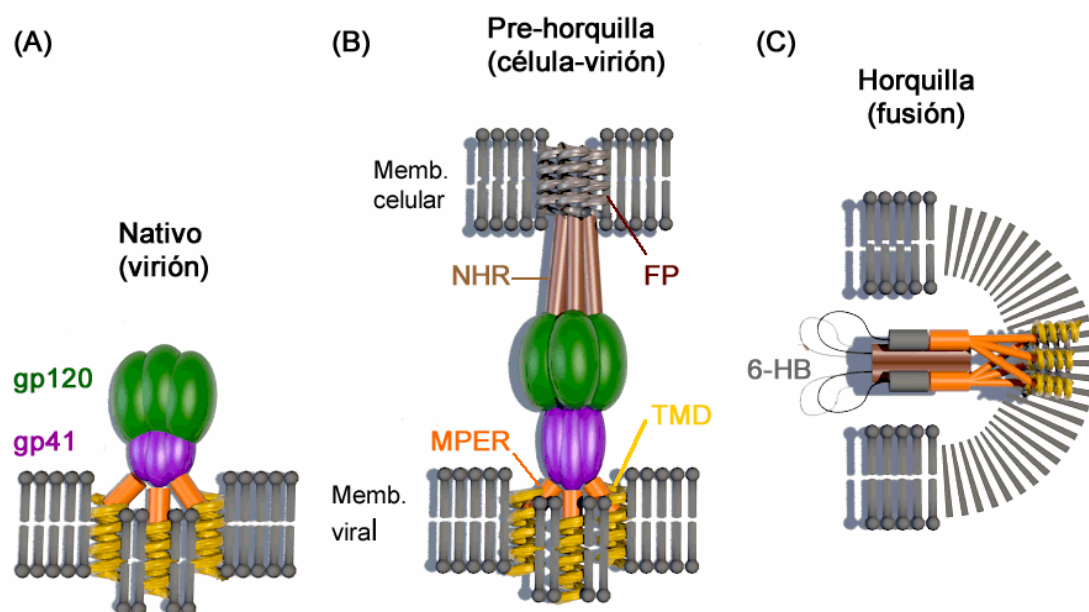 (A)
Nativo
(virión)
gp120
gp41
(B)
Pre-horquilla
(célula-virión)
Memb.
celular
NHR
FP
MPER
TMD
Memb.
viral
(C)
Horquilla
(fusión)
6-HB